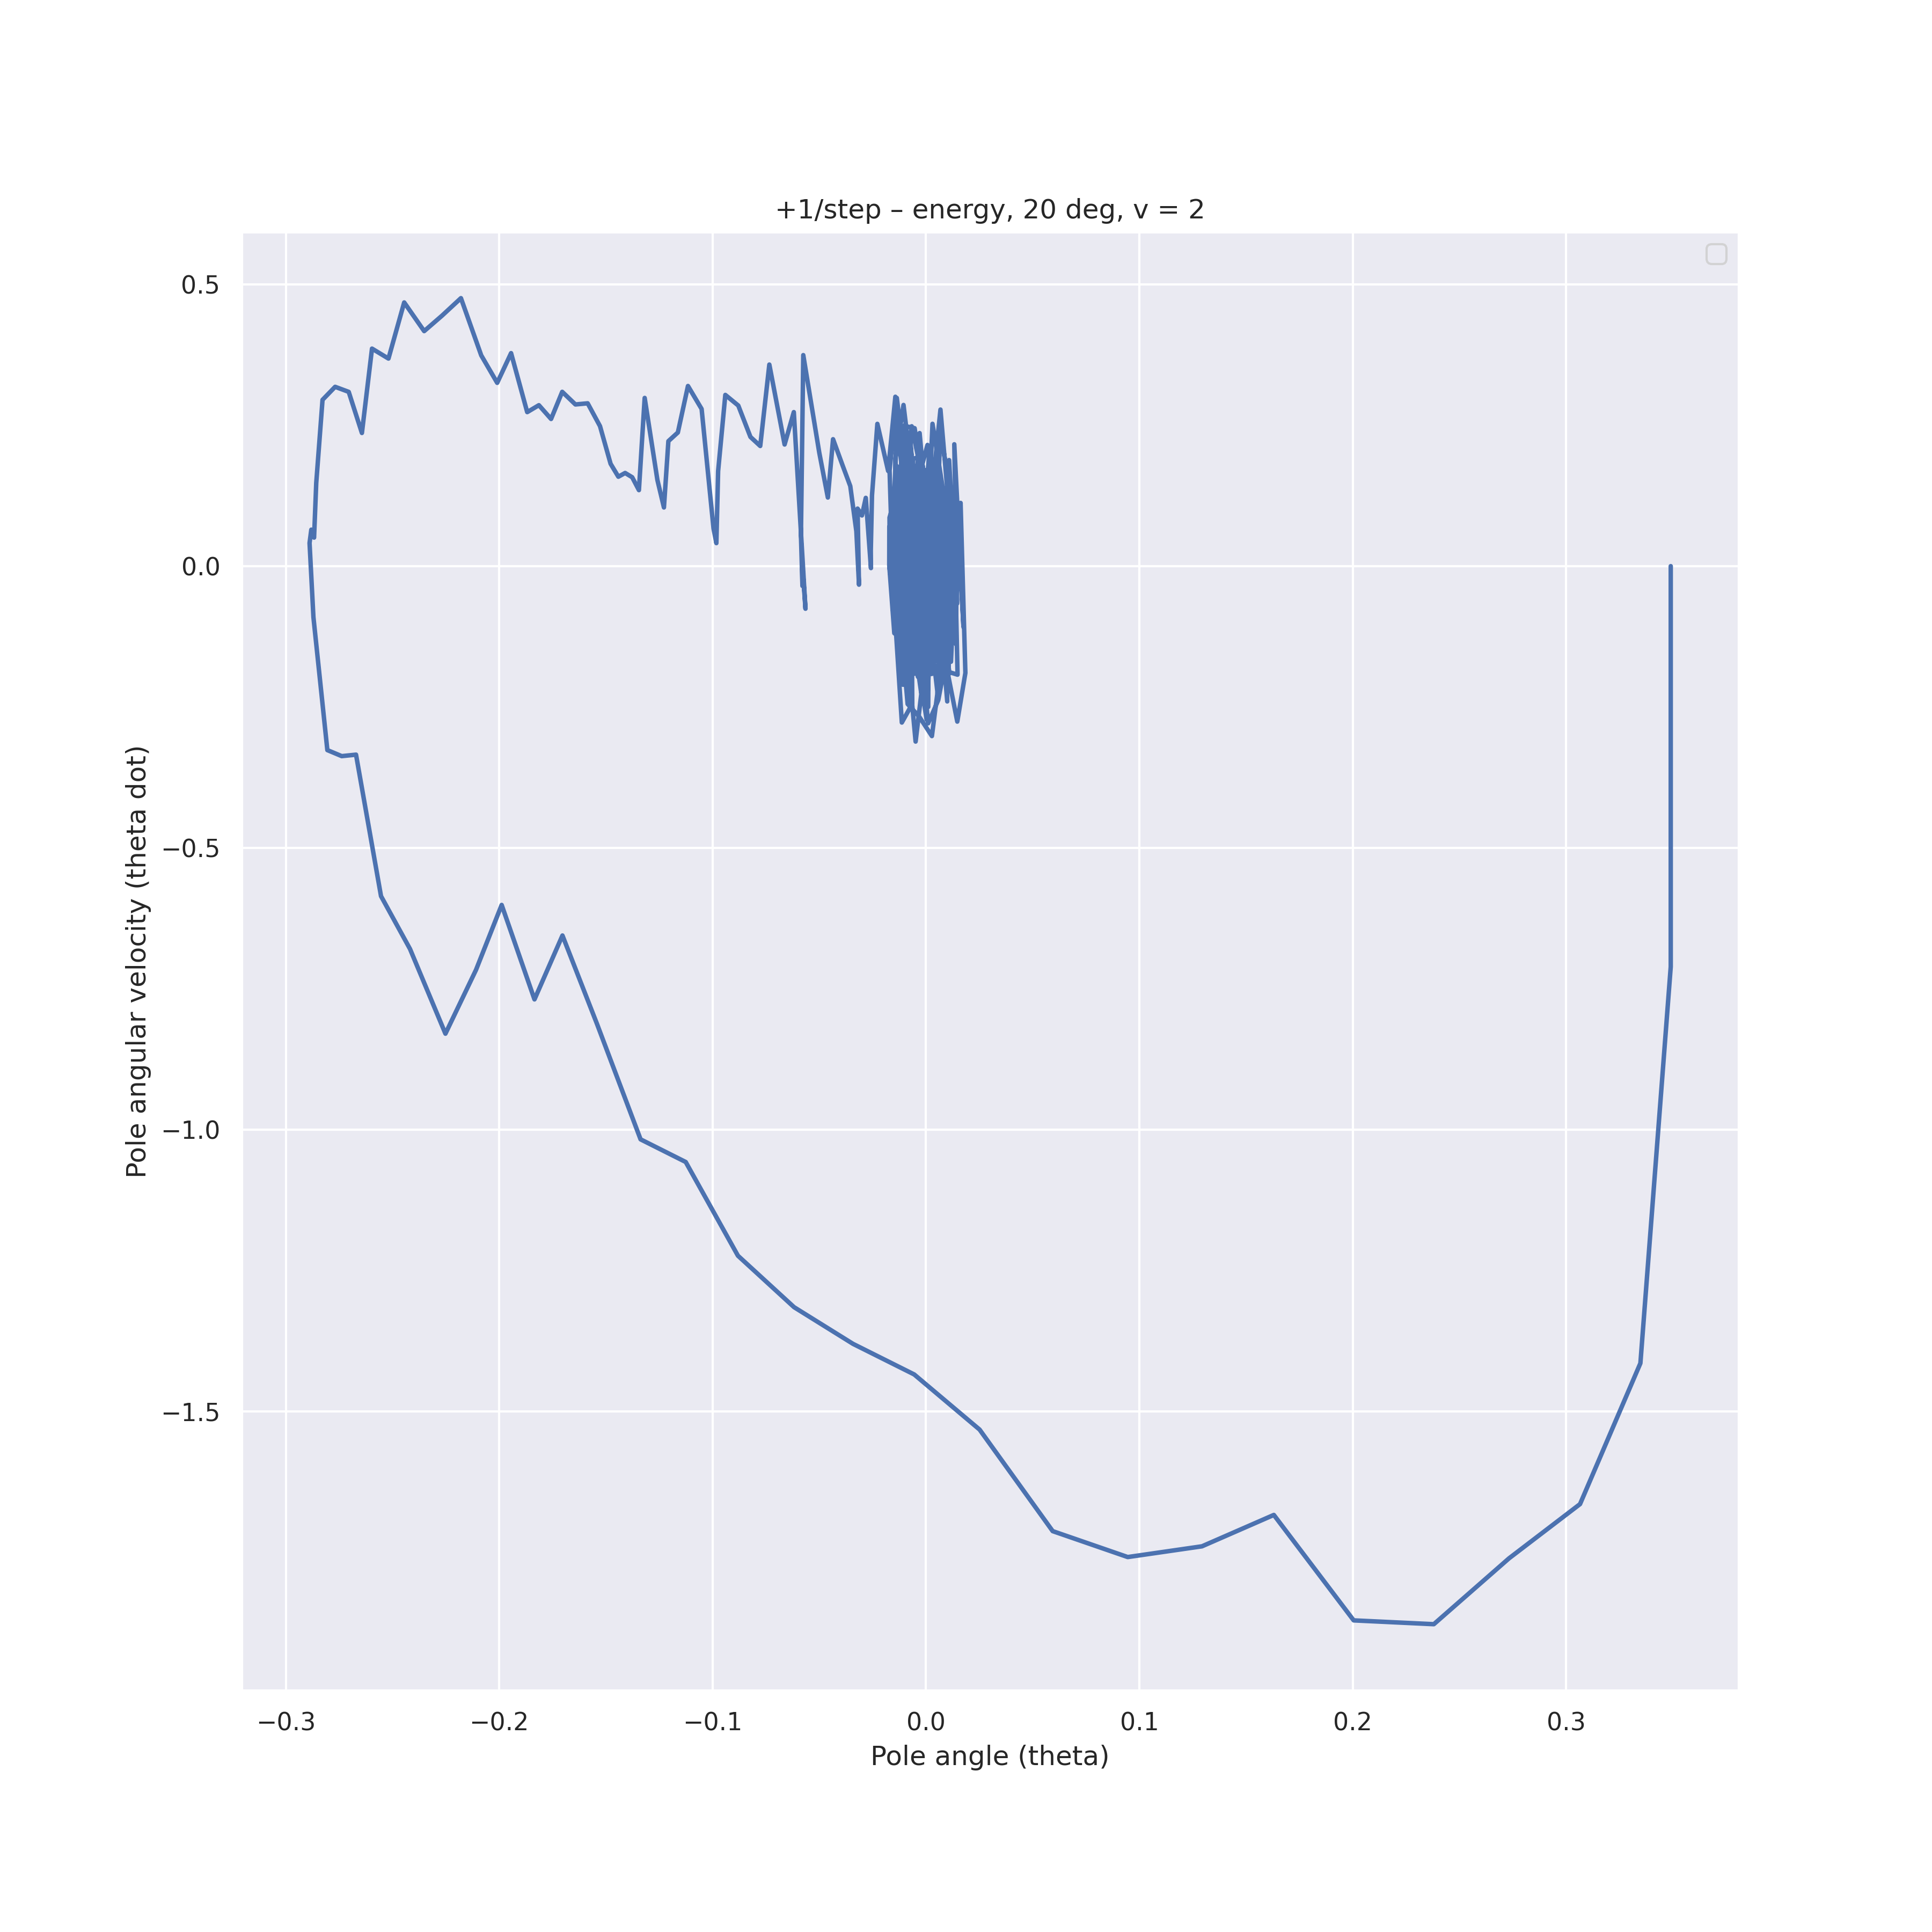 +1/step – energy, 20 deg, v = 2
0.5
0.0
−0.5
−1.0
−1.5
Pole angular velocity (theta dot)
−0.3 −0.2 −0.1 0.0 0.1 0.2 0.3
Pole angle (theta)